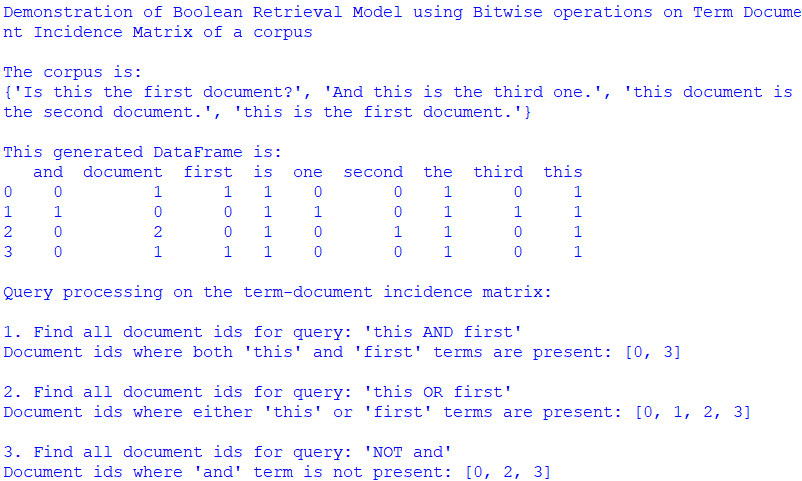 Demonstration of Boolean Retrieval Model using Bitwise operations on Term Docume
nt Incidence Matrix of a corpus
The corpus is:
{'Is this the first document?', 'And this is the third one.', 'this document is
the second document.', 'this is the first document.'}
This generated DataFrame is:
and document first is one second the third this
0 0 1 1 1 0 0 1 0 1
1 1 0 0 1 1 0 1 1 1
2 0 2 0 1 0 1 1 0 1
3 0 1 1 1 0 0 1 0 1
Query processing on the term-document incidence matrix:
1. Find all document ids for query: 'this AND first'
Document ids where both 'this' and 'first' terms are present: [0, 3]
2. Find all document ids for query: 'this OR first'
Document ids where either 'this' or 'first' terms are present: [0, 1, 2, 3]
3. Find all document ids for query: 'NOT and'
Document ids where 'and' term is not present: [0, 2, 3]